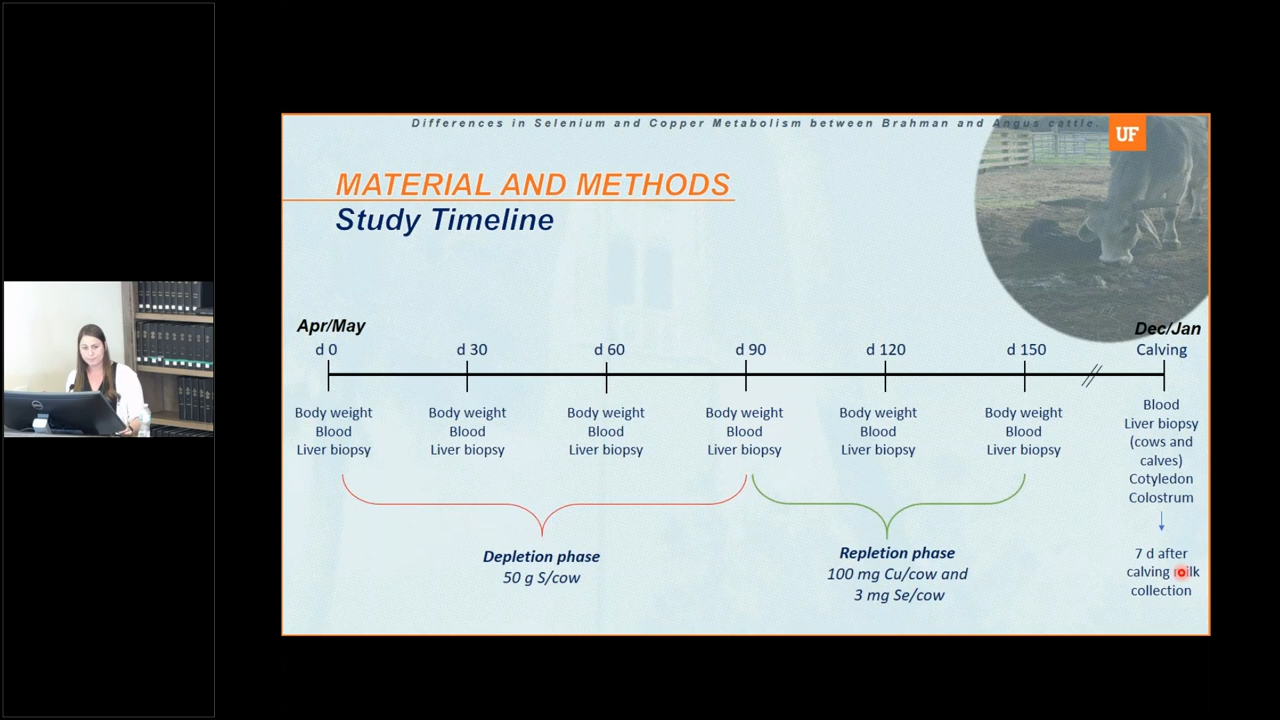 Differences in Selenium and Copper Metabolism between Brahman and Angus cattle.
UF
MATERIAL AND METHODS
Study Timeline
Apr/May
Dec/Jan
d 0
d 30
d 60
d 90
d 120
d 150
Calving
Body weight
Blood
Liver biopsy
Body weight
Blood
Liver biopsy
Body weight
Blood
Liver biopsy
Body weight
Blood
Liver biopsy
Body weight
Blood
Liver biopsy
Body weight
Blood
Liver biopsy
Blood
Liver biopsy
(cows and
calves)
Cotyledon
Colostrum
Depletion phase
50 g S/cow
Repletion phase
100 mg Cu/cow and
3 mg Se/cow
7 d after
calving milk
collection